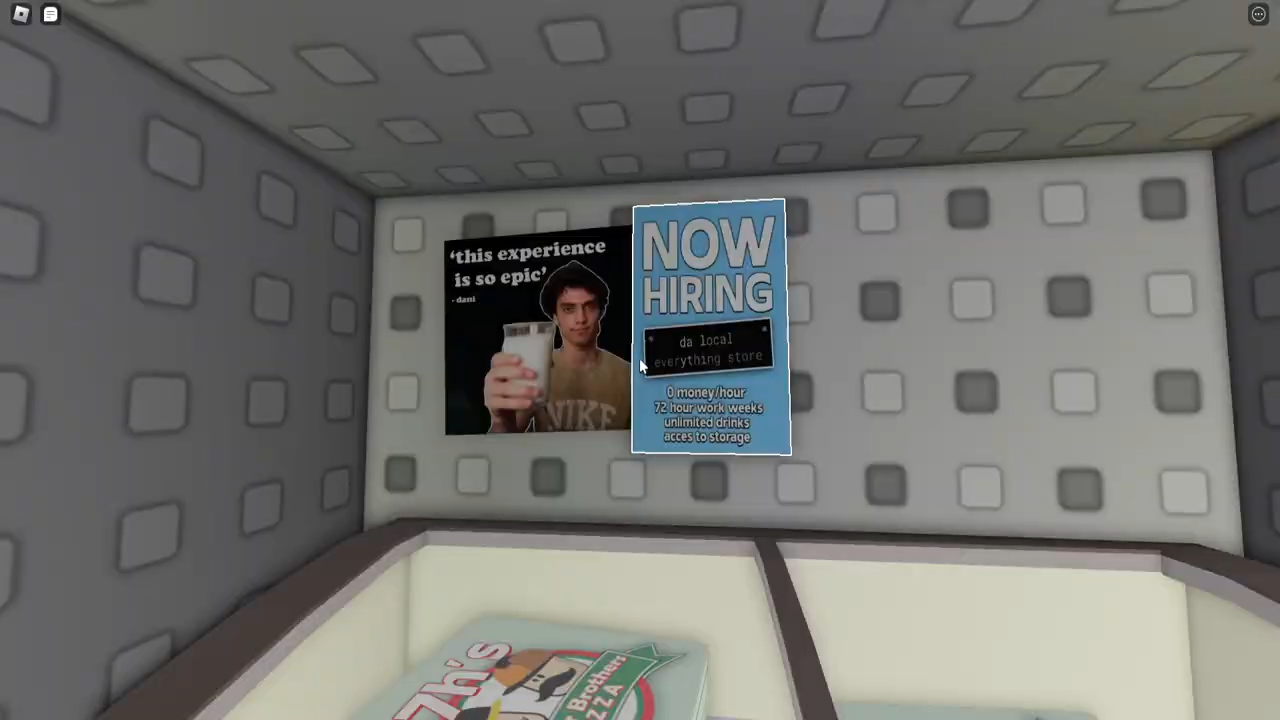 ‘this experience
is so epic’
- dani
NIKE
NOW
HIRING
da local
everything store
0 money/hour
72 hour work weeks
unlimited drinks
acces to storage
Brothers